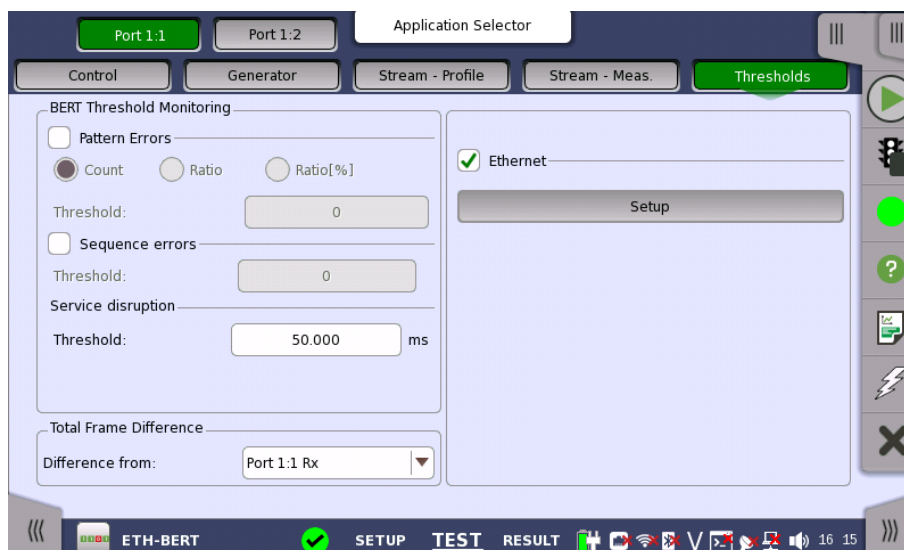 Port 1:1 Port 1:2 Application Selector
Control Generator Stream - Profile Stream - Meas. Thresholds
BERT Threshold Monitoring
Pattern Errors
Count Ratio Ratio[%]
Threshold: 0
Sequence errors
Threshold: 0
Service disruption
Threshold: 50.000 ms
Ethernet
Setup
Total Frame Difference
Difference from: Port 1:1 Rx
ETH-BERT SETUP TEST RESULT 16 15